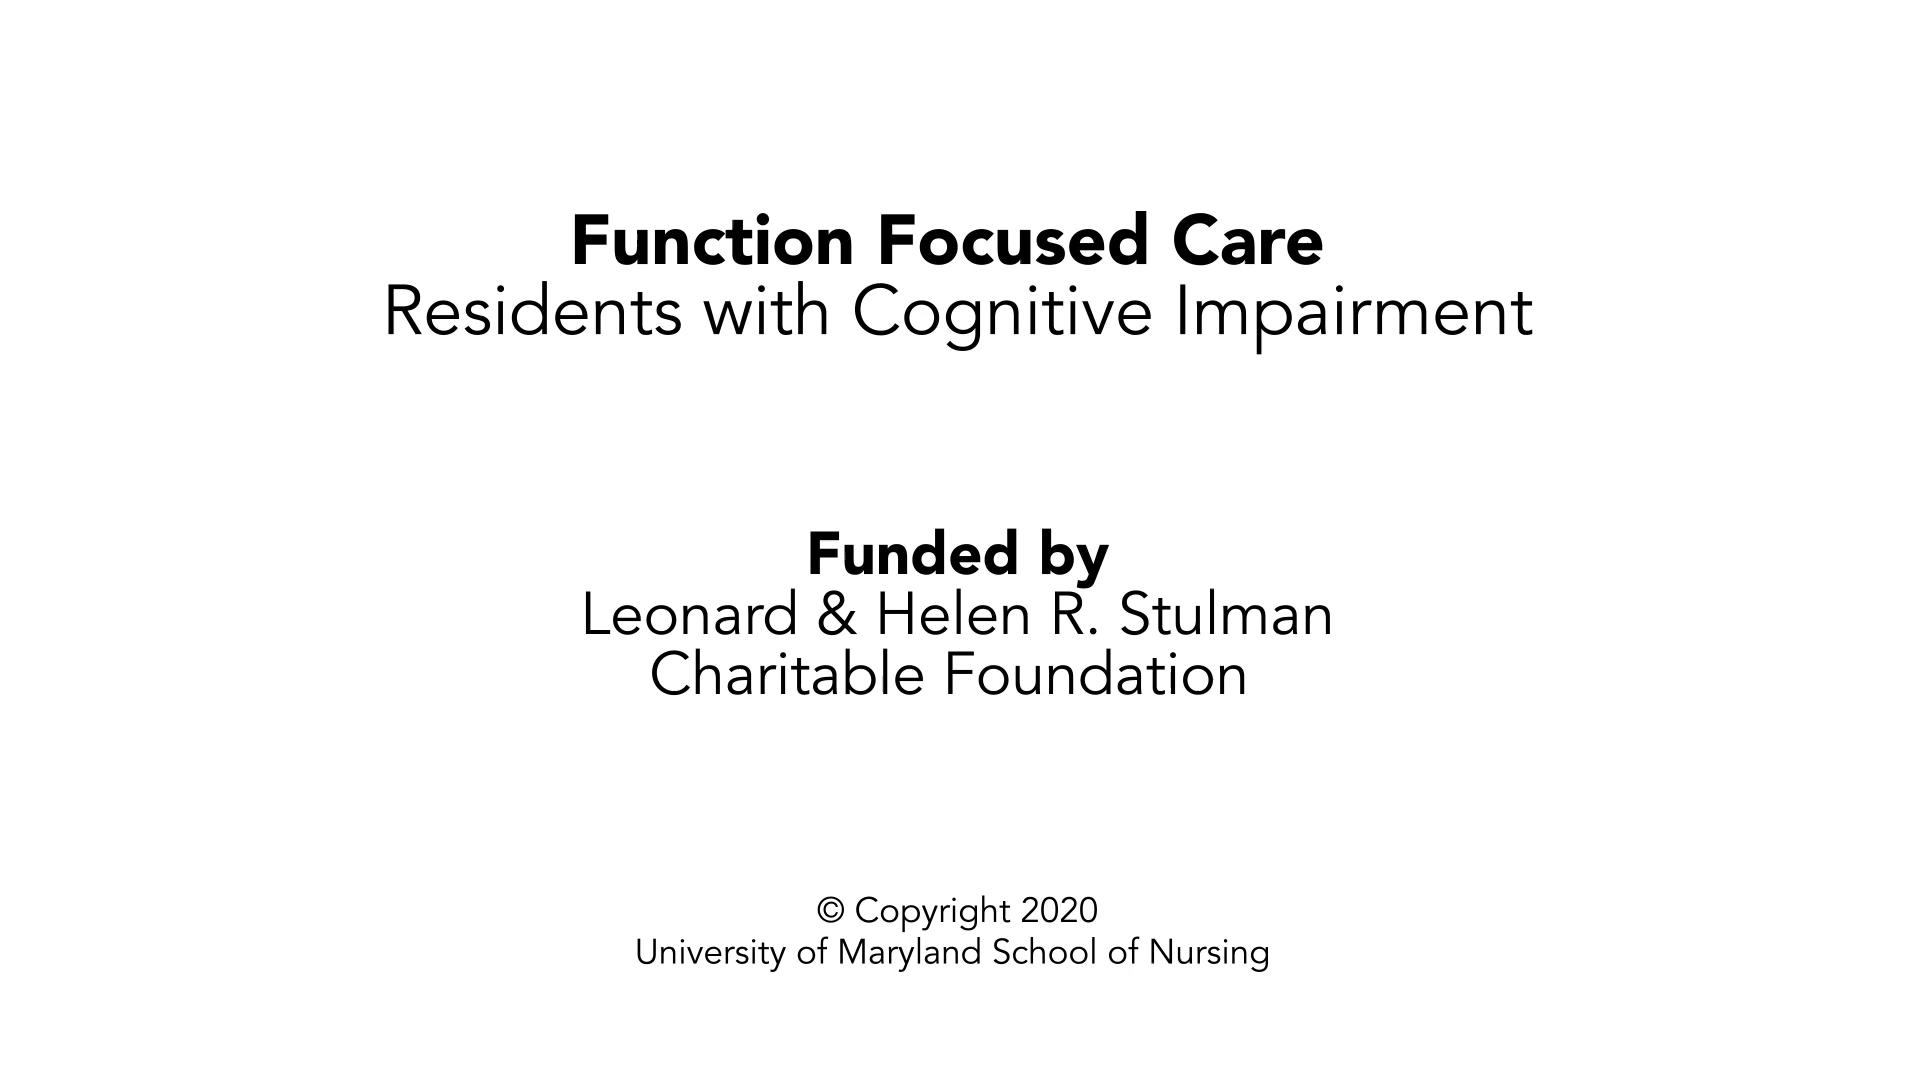 Function Focused Care
Residents with Cognitive Impairment
Funded by
Leonard & Helen R. Stulman
Charitable Foundation
© Copyright 2020
University of Maryland School of Nursing